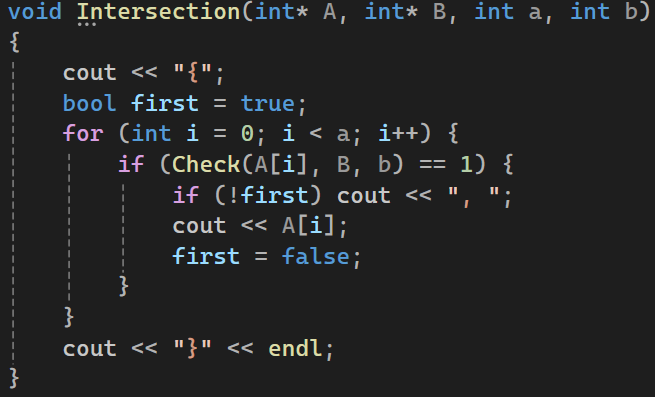 void Intersection(int* A, int* B, int a, int b)
{
    cout << "{";
    bool first = true;
    for (int i = 0; i < a; i++) {
        if (Check(A[i], B, b) == 1) {
            if (!first) cout << ", ";
            cout << A[i];
            first = false;
        }
    }
    cout << "}" << endl;
}